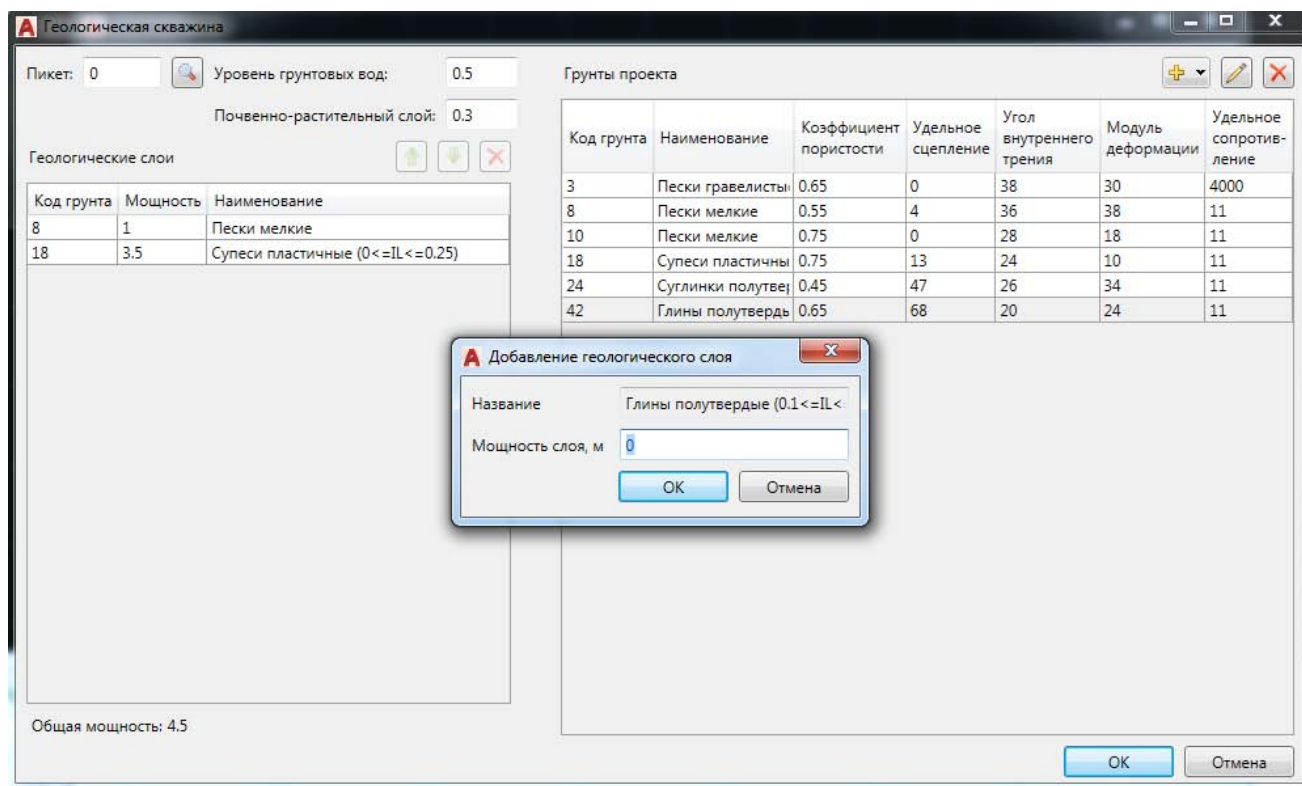 Геологическая скважина
Пикет: 0 Уровень грунтовых вод: 0.5
Почвенно-растительный слой: 0.3
Геологические слои
Код грунта Мощность Наименование
8 1 Пески мелкие
18 3.5 Супеси пластичные (0<=IL<=0.25)
Общая мощность: 4.5
Грунты проекта
Код грунта Наименование Коэффициент пористости Удельное сцепление Угол внутреннего трения Модуль деформации Удельное сопротив-ление
3 Пески гравелисты 0.65 0 38 30 4000
8 Пески мелкие 0.55 4 36 38 11
10 Пески мелкие 0.75 0 28 18 11
18 Супеси пластичны 0.75 13 24 10 11
24 Суглинки полутвер 0.45 47 26 34 11
42 Глины полутверды 0.65 68 20 24 11
Добавление геологического слоя
Название Глины полутвердые (0.1<=IL<
Мощность слоя, м 0
ОК Отмена
ОК Отмена